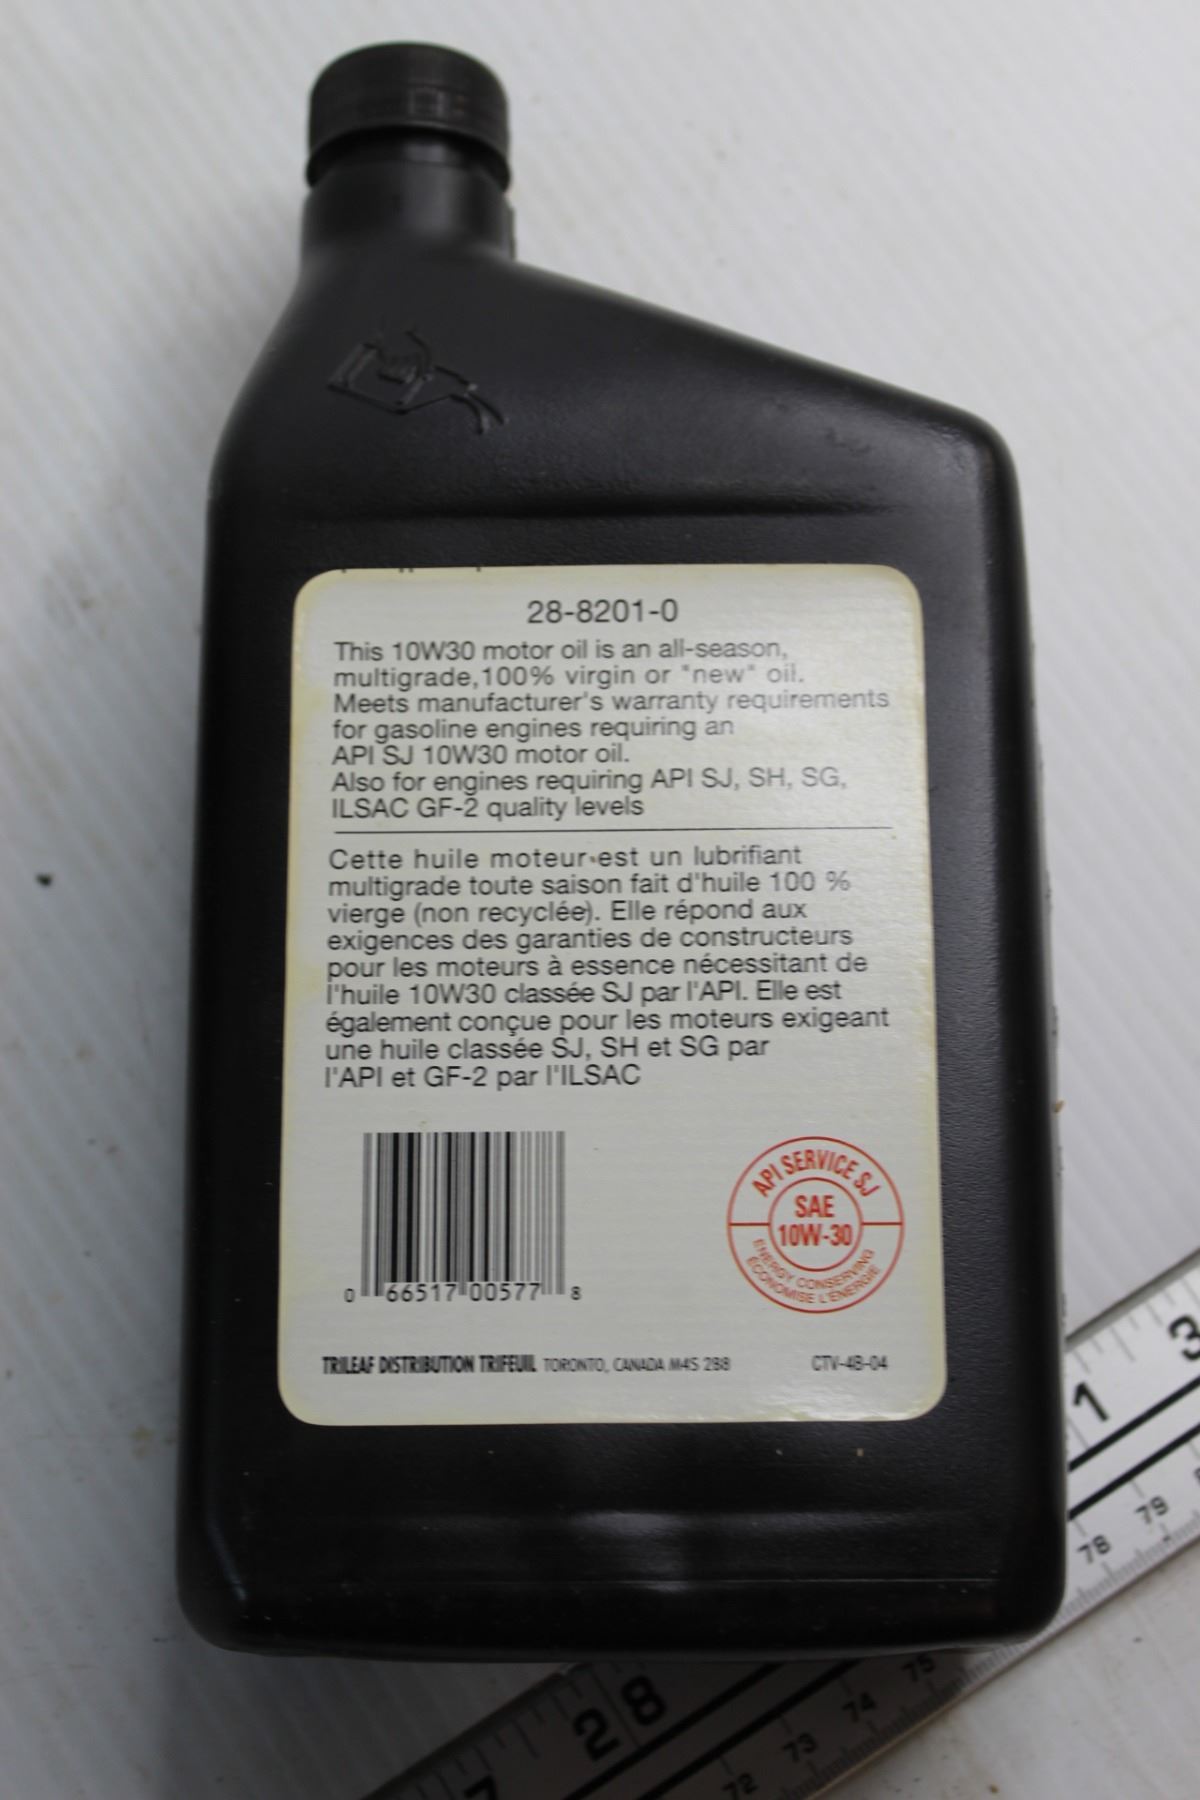 28-8201-0
This 10W30 motor oil is an all-season,
multigrade,100% virgin or "new" oil.
Meets manufacturer's warranty requirements
for gasoline engines requiring an
API SJ 10W30 motor oil.
Also for engines requiring API SJ, SH, SG,
ILSAC GF-2 quality levels
Cette huile moteur est un lubrifiant
multigrade toute saison fait d'huile 100 %
vierge (non recyclée). Elle répond aux
exigences des garanties de constructeurs
pour les moteurs à essence nécessitant de
l'huile 10W30 classée SJ par l'API. Elle est
également conçue pour les moteurs exigeant
une huile classée SJ, SH et SG par
l'API et GF-2 par l'ILSAC
API SERVICE SJ
SAE
10W-30
ENERGY CONSERVING
ÉCONOMISE L'ÉNERGIE
0 66517 00577 8
TRILEAF DISTRIBUTION TRIFEUIL TORONTO, CANADA M4S 2B8
CTV-4B-04
1 3
78 79
28
72 73 74 75